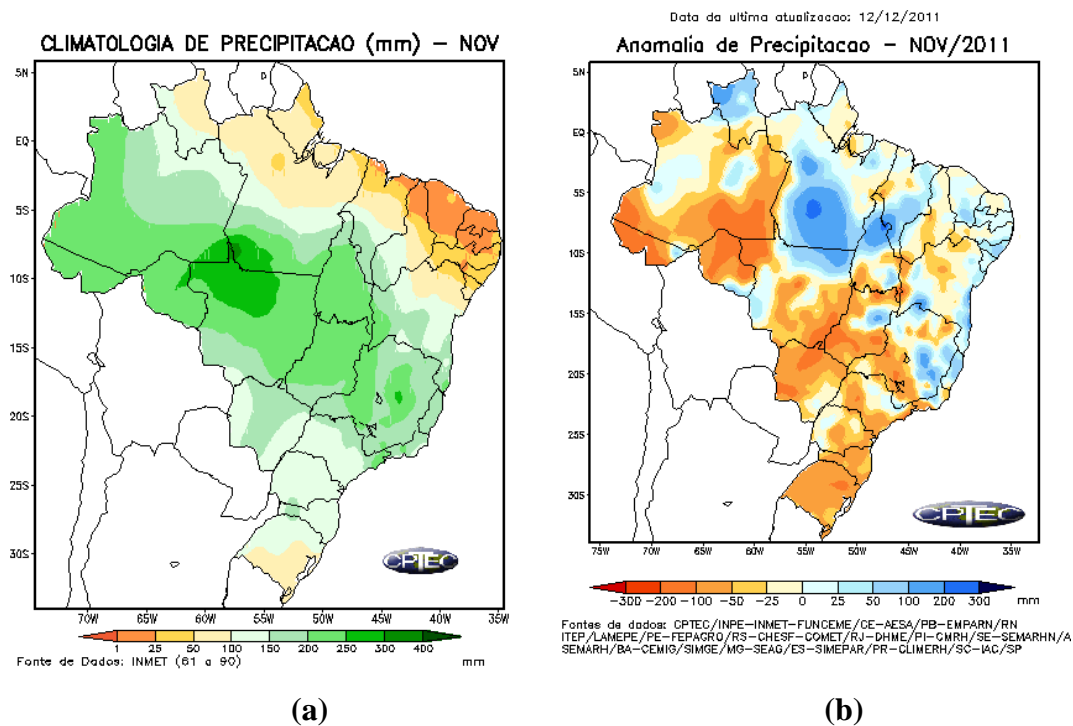 CLIMATOLOGIA DE PRECIPITACAO (mm) – NOV
5N
EQ
5S
10S
15S
20S
25S
30S
70W 65W 60W 55W 50W 45W 40W 35W
CPTEC
1 25 50 100 150 200 250 300 400
mm
Fonte de Dados: INMET (61 a 90)
(a)
Data da ultima atualizacao: 12/12/2011
Anomalia de Precipitacao – NOV/2011
5N
EQ
5S
10S
15S
20S
25S
30S
75W 70W 65W 60W 55W 50W 45W 40W 35W
CPTEC
-300 -200 -100 -50 -25 0 25 50 100 200 300
mm
Fontes de dados: CPTEC/INPE-INMET-FUNCEME/CE-AESA/PB-EMPARN/RN
ITEP/LAMEPE/PE-FEPAGRO/RS-CHESF-COMET/RJ-DHME/PI-CMRH/SE-SEMARHN/A
SEMARH/BA-CEMIG/SIMGE/MG-SEAG/ES-SIMEPAR/PR-CLIMERH/SC-IAC/SP
(b)